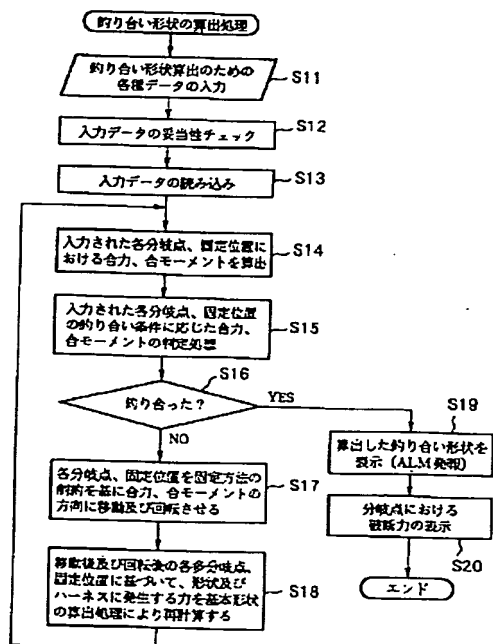 釣り合い形状の算出処理
釣り合い形状算出のための
各種データの入力
S11
入力データの妥当性チェック
S12
入力データの読み込み
S13
入力された各分岐点、固定位置に
おける合力、合モーメントを算出
S14
入力された各分岐点、固定位置
の釣り合い条件に応じた合力、
合モーメントの判定処理
S15
釣り合った?
S16
YES
NO
各分岐点、固定位置を固定方法の
制約を基に合力、合モーメントの
方向に移動及び回転させる
S17
移動後及び回転後の各多分岐点、
固定位置に基づいて、形状及び
ハーネスに発生する力を基本形状
の算出処理により再計算する
S18
算出した釣り合い形状を
表示(ALM発報)
S19
分岐点における
破断力の表示
S20
エンド